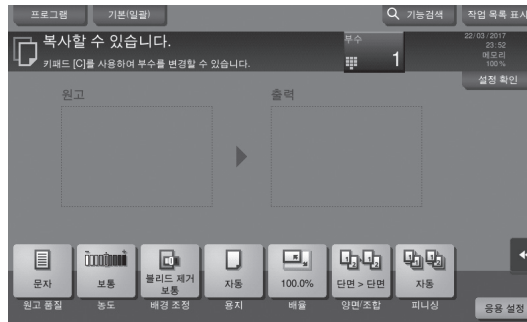 프로그램
기본(일괄)
기능검색
작업 목록 표시
복사할 수 있습니다.
키패드 [C]를 사용하여 부수를 변경할 수 있습니다.
부수
1
22/03/2017
23:52
메모리
100%
설정 확인
원고
출력
문자
보통
블리드 제거
보통
자동
100.0%
단면 > 단면
자동
원고 품질
농도
배경 조정
용지
배율
양면/조합
피니싱
응용 설정